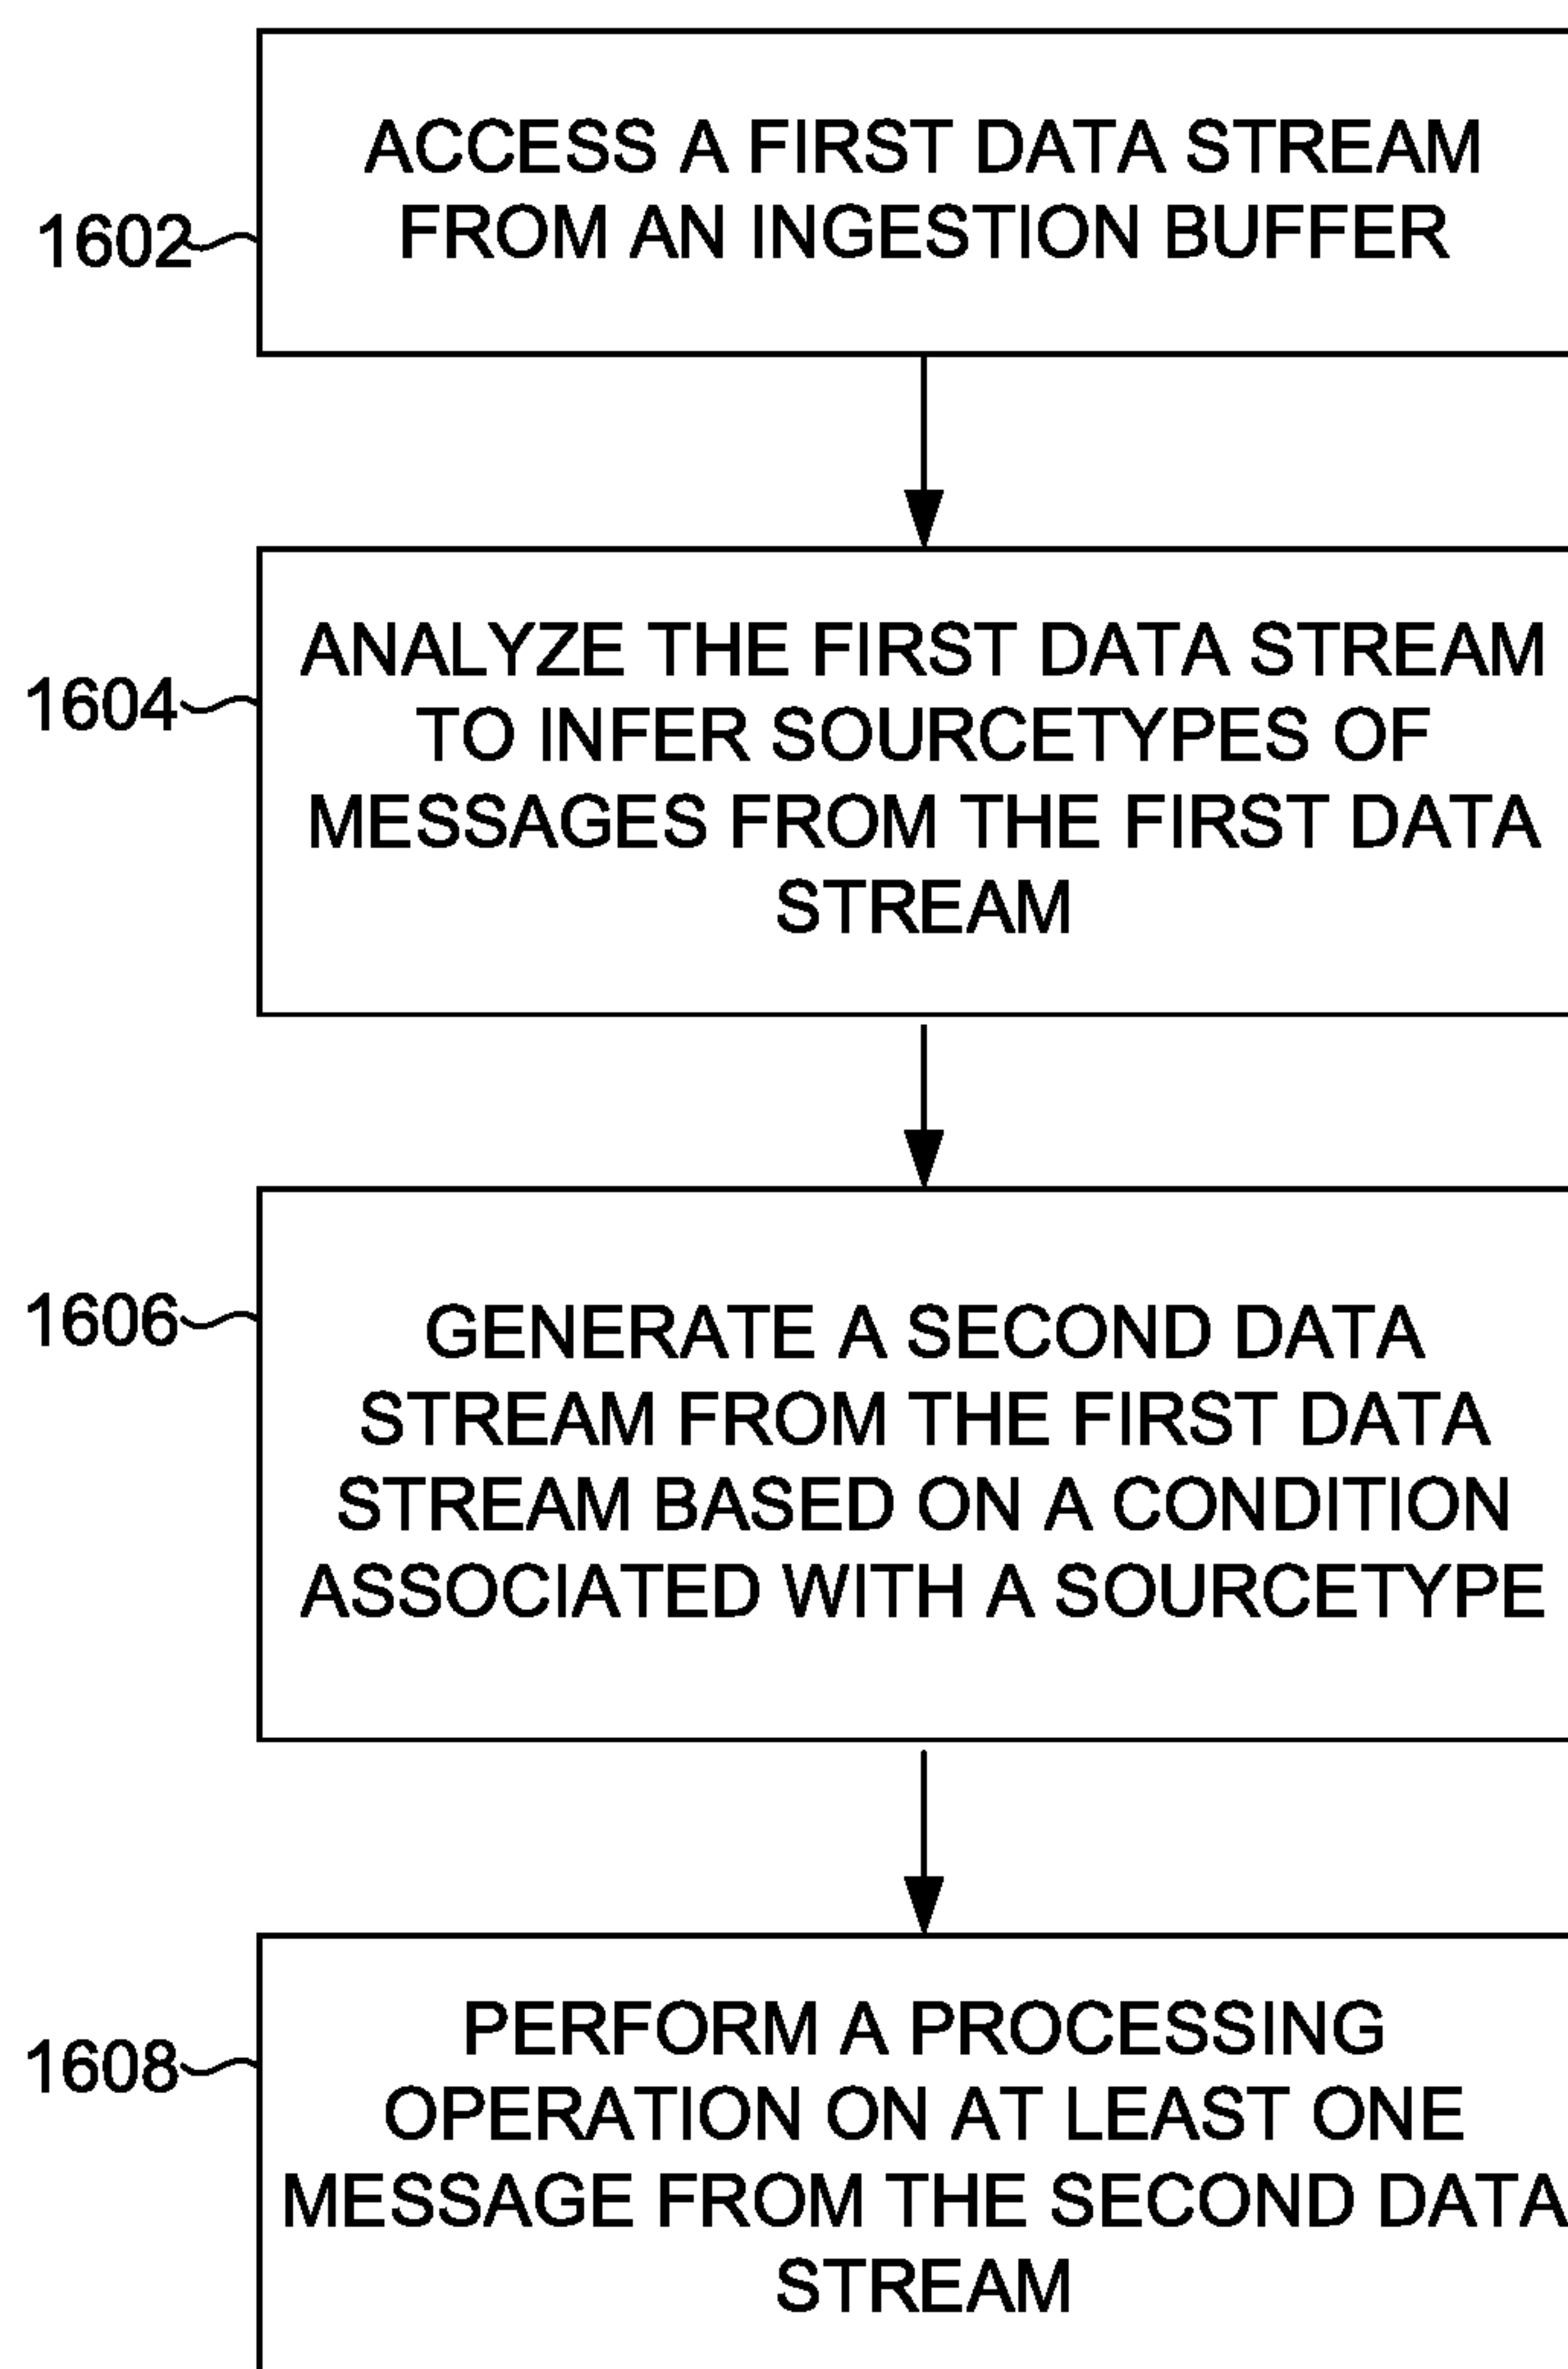 ACCESS A FIRST DATA STREAM
FROM AN INGESTION BUFFER
1602
ANALYZE THE FIRST DATA STREAM
TO INFER SOURCETYPES OF
MESSAGES FROM THE FIRST DATA
STREAM
1604
GENERATE A SECOND DATA
STREAM FROM THE FIRST DATA
STREAM BASED ON A CONDITION
ASSOCIATED WITH A SOURCETYPE
1606
PERFORM A PROCESSING
OPERATION ON AT LEAST ONE
MESSAGE FROM THE SECOND DATA
STREAM
1608